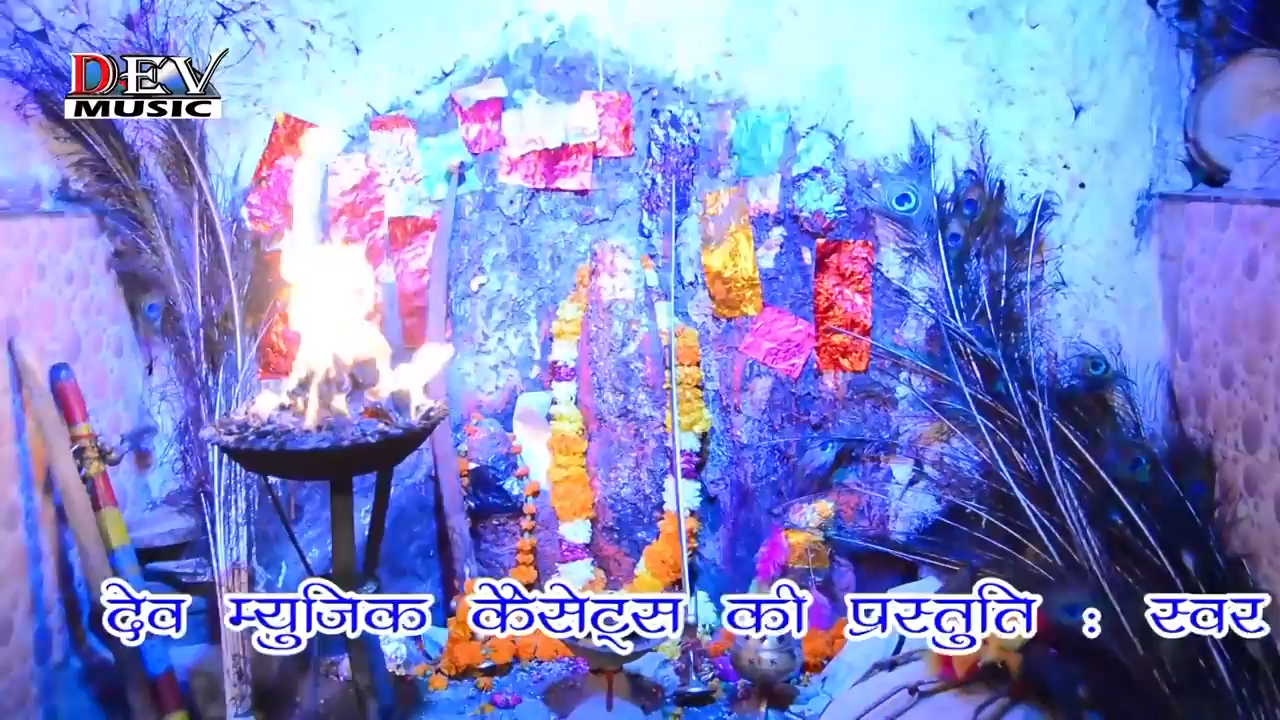 DEV
MUSIC
देव म्युजिक कैसेट्स की प्रस्तुति : स्वर